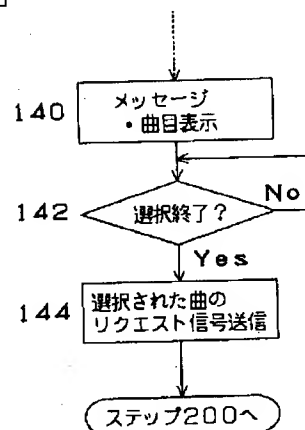 140
メッセージ
・曲目表示
142
選択終了？
No
Yes
144
選択された曲の
リクエスト信号送信
ステップ200へ